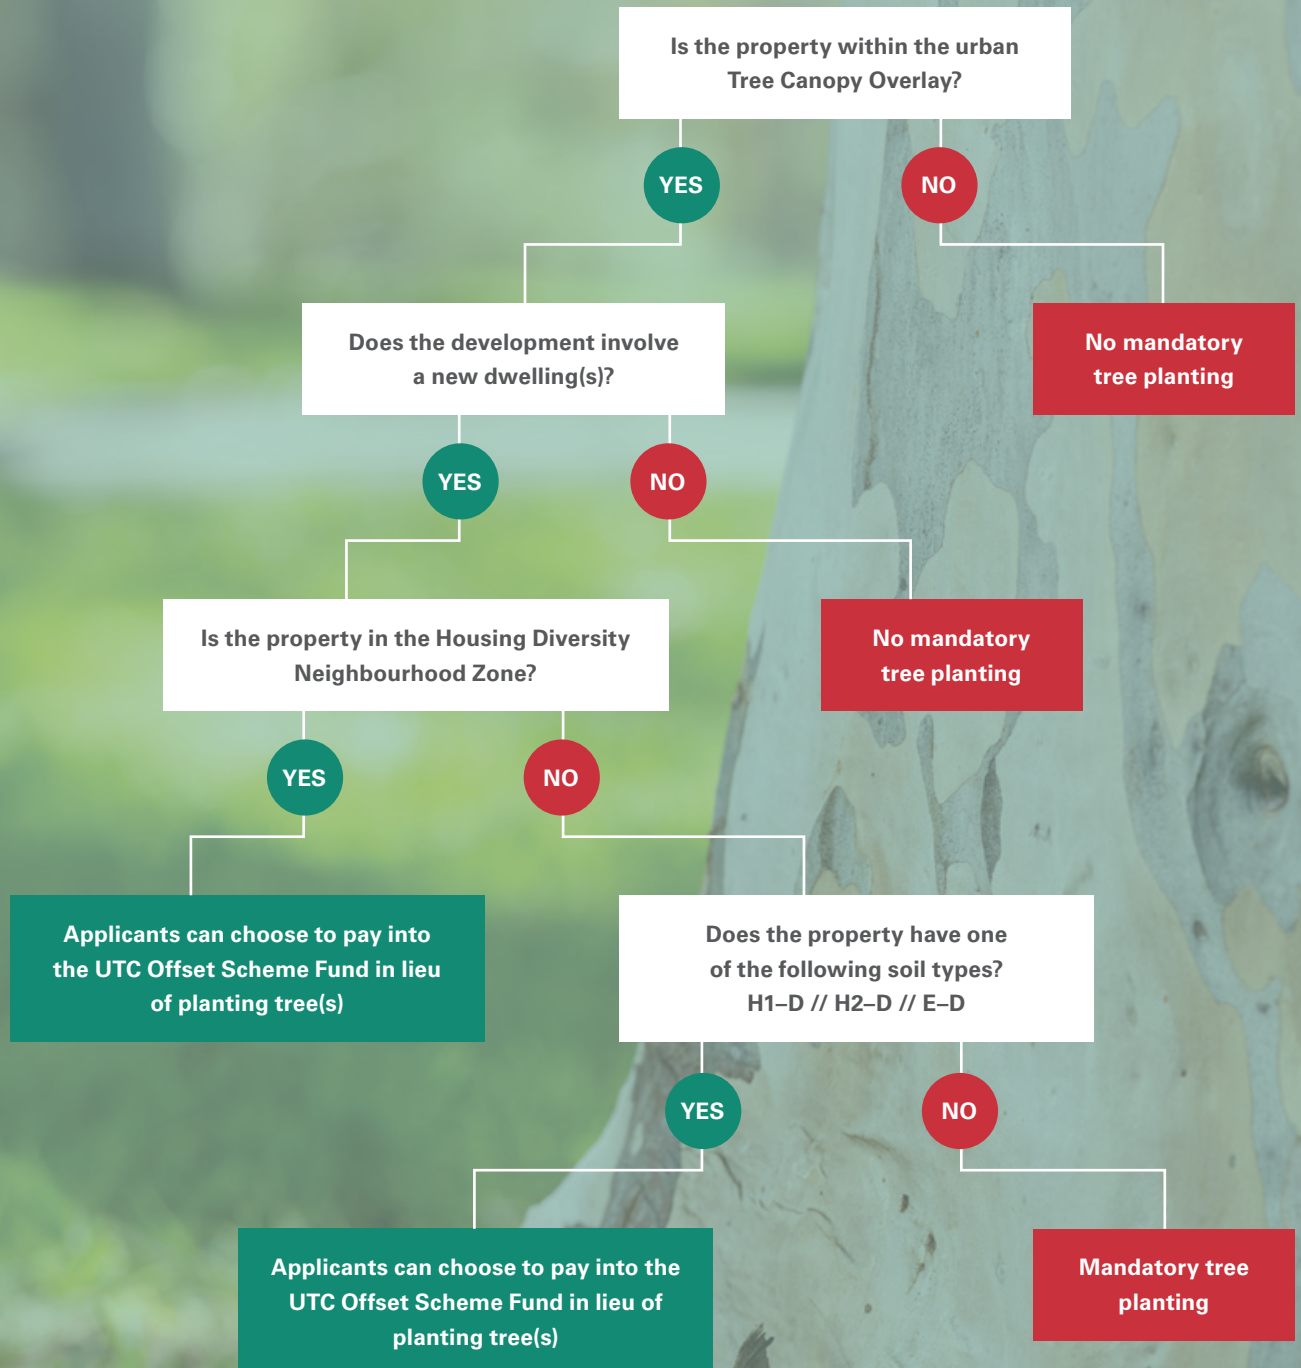 Is the property within the urban
Tree Canopy Overlay?
YES
NO
No mandatory
tree planting
Does the development involve
a new dwelling(s)?
YES
NO
No mandatory
tree planting
Is the property in the Housing Diversity
Neighbourhood Zone?
YES
NO
Applicants can choose to pay into
the UTC Offset Scheme Fund in lieu
of planting tree(s)
Does the property have one
of the following soil types?
H1–D // H2–D // E–D
YES
NO
Applicants can choose to pay into the
UTC Offset Scheme Fund in lieu of
planting tree(s)
Mandatory tree
planting